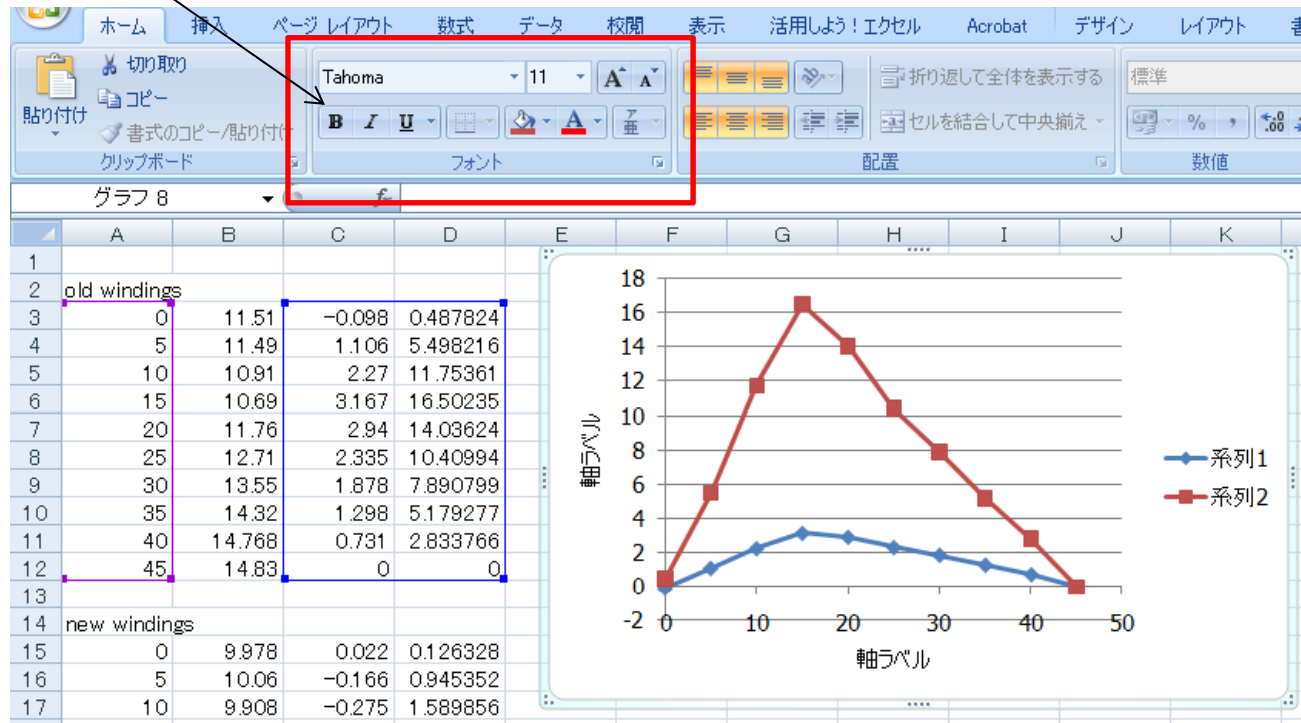 ホーム 挿入 ページ レイアウト 数式 データ 校閲 表示 活用しよう！エクセル Acrobat デザイン レイアウト
切り取り
コピー
書式のコピー/貼り付け
貼り付け
クリップボード
Tahoma 11 A A
B I U A ア 亜
フォント
折り返して全体を表示する
セルを結合して中央揃え
配置
標準
% , .00
数値
グラフ 8
A B C D E F G H I J K
1
2 old windings
3 0 11.51 -0.098 0.487824
4 5 11.49 1.106 5.498216
5 10 10.91 2.27 11.75361
6 15 10.69 3.167 16.50235
7 20 11.76 2.94 14.03624
8 25 12.71 2.335 10.40994
9 30 13.55 1.878 7.890799
10 35 14.32 1.298 5.179277
11 40 14.768 0.731 2.833766
12 45 14.83 0 0
13
14 new windings
15 0 9.978 0.022 0.126328
16 5 10.06 -0.166 0.945352
17 10 9.908 -0.275 1.589856
18
16
14
12
10
8
6
4
2
0
-2
0 10 20 30 40 50
軸ラベル
軸ラベル
系列1
系列2